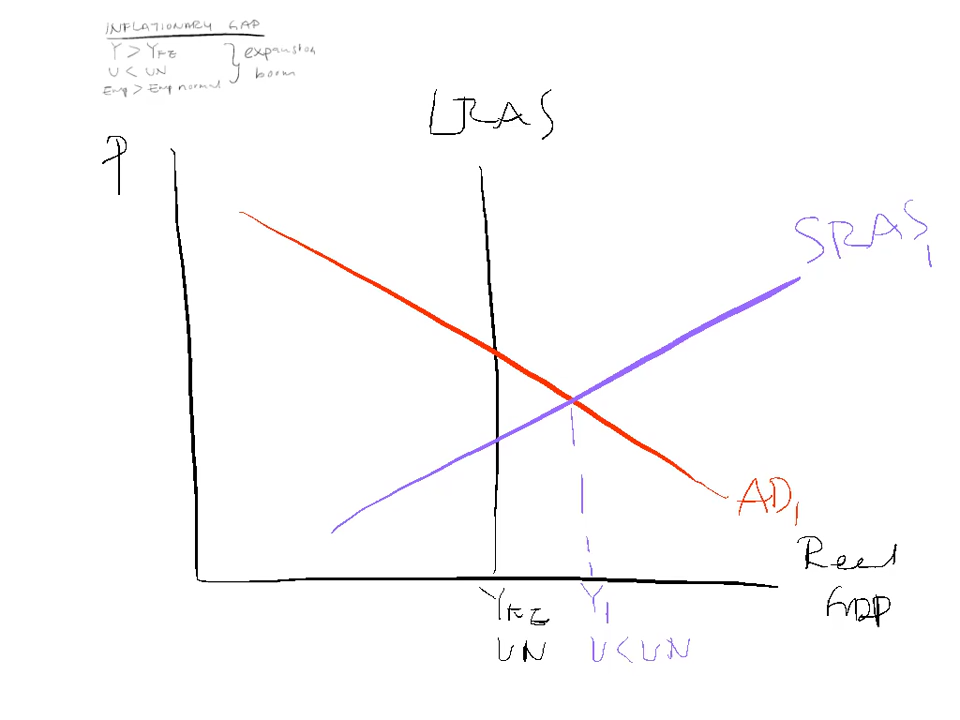 INFLATIONARY GAP
Y > YFE } expansion
U < UN boom
Emp > Emp normal
LRAS
P
SRAS1
AD1
Real
GDP
YFE Y1
UN U < UN